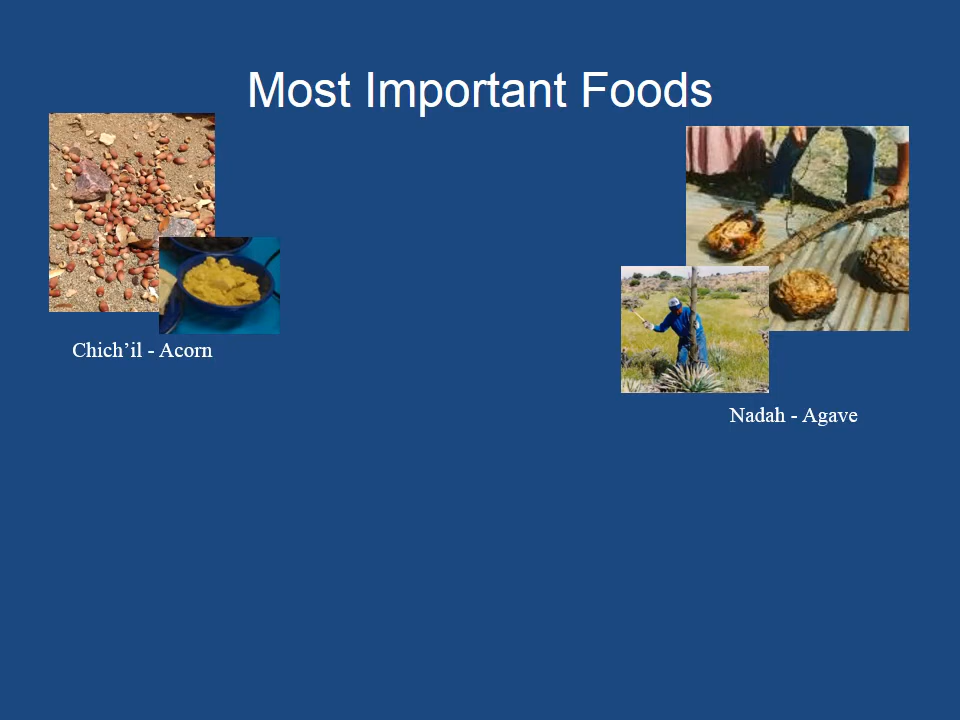 Most Important Foods
Chich’il - Acorn
Nadah - Agave